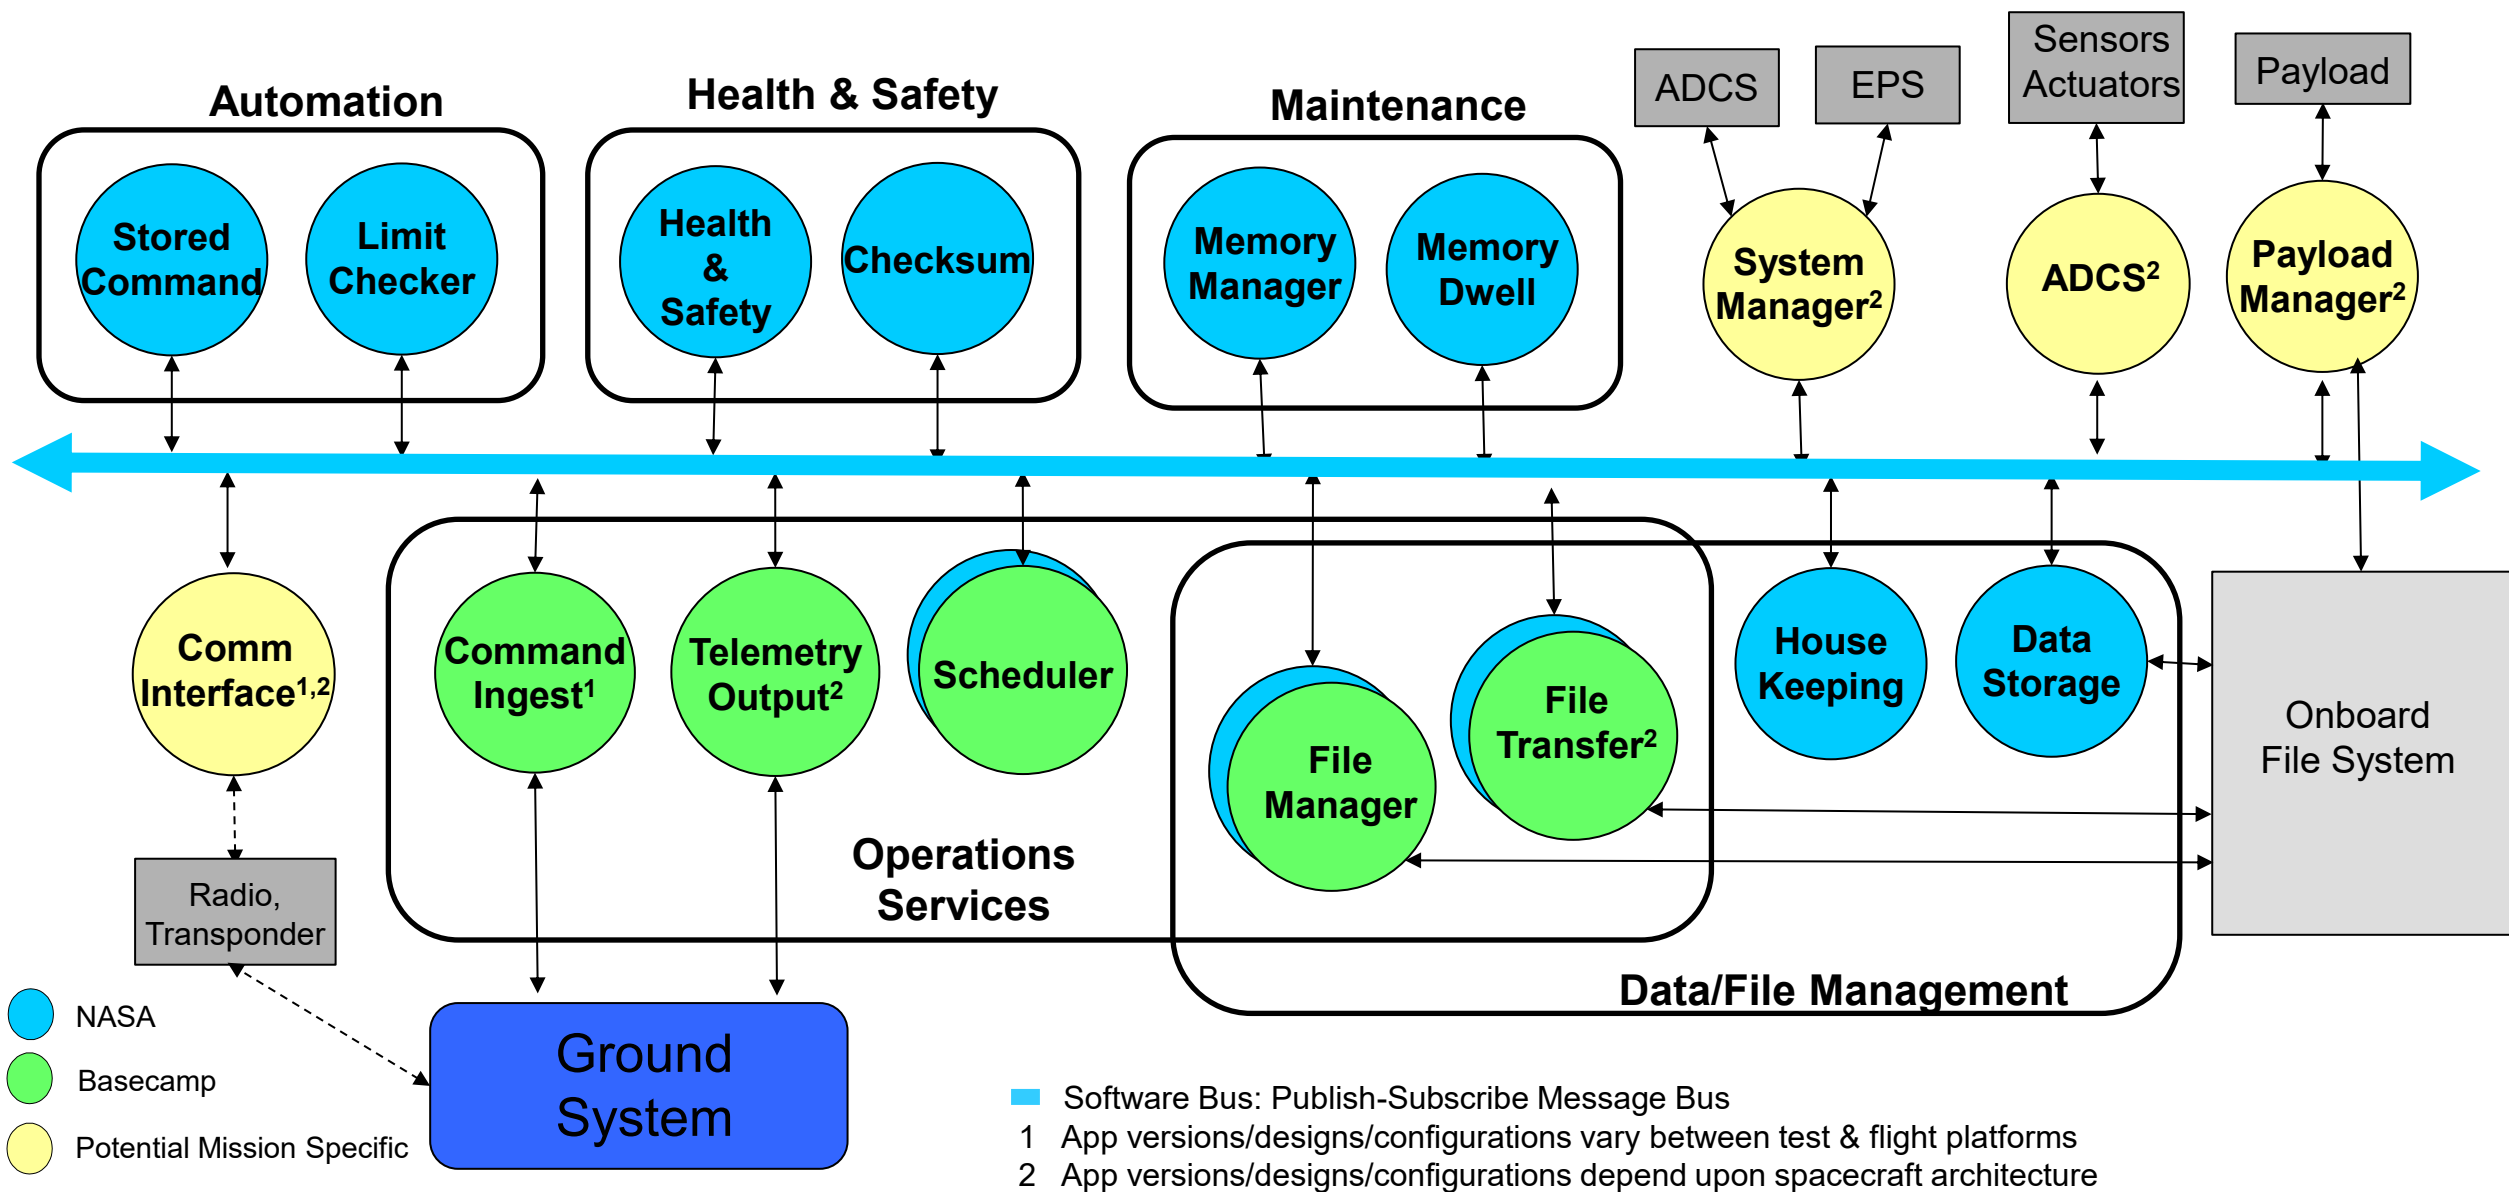 Automation
Health & Safety
Maintenance
ADCS
EPS
Sensors
Actuators
Payload
Stored
Command
Limit
Checker
Health
&
Safety
Checksum
Memory
Manager
Memory
Dwell
System
Manager²
ADCS²
Payload
Manager²
Comm
Interface¹,²
Command
Ingest¹
Telemetry
Output²
Scheduler
File
Manager
File
Transfer²
House
Keeping
Data
Storage
Onboard
File System
Operations
Services
Radio,
Transponder
Data/File Management
NASA
Basecamp
Potential Mission Specific
Ground
System
Software Bus: Publish-Subscribe Message Bus
1 App versions/designs/configurations vary between test & flight platforms
2 App versions/designs/configurations depend upon spacecraft architecture